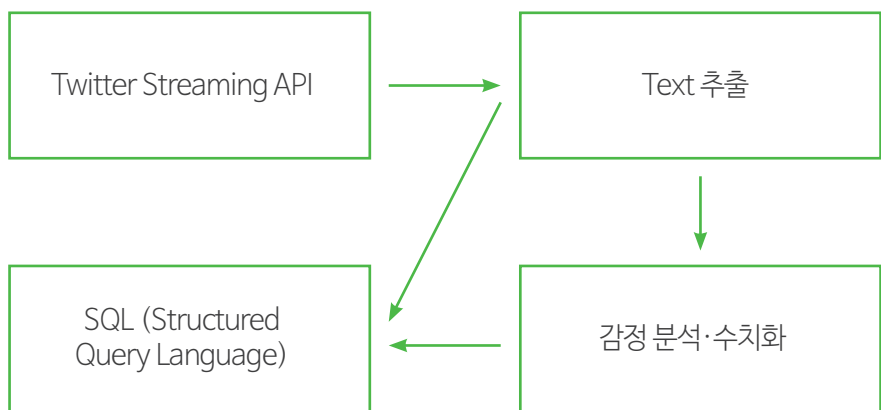 Twitter Streaming API
Text 추출
SQL (Structured
Query Language)
감정 분석·수치화